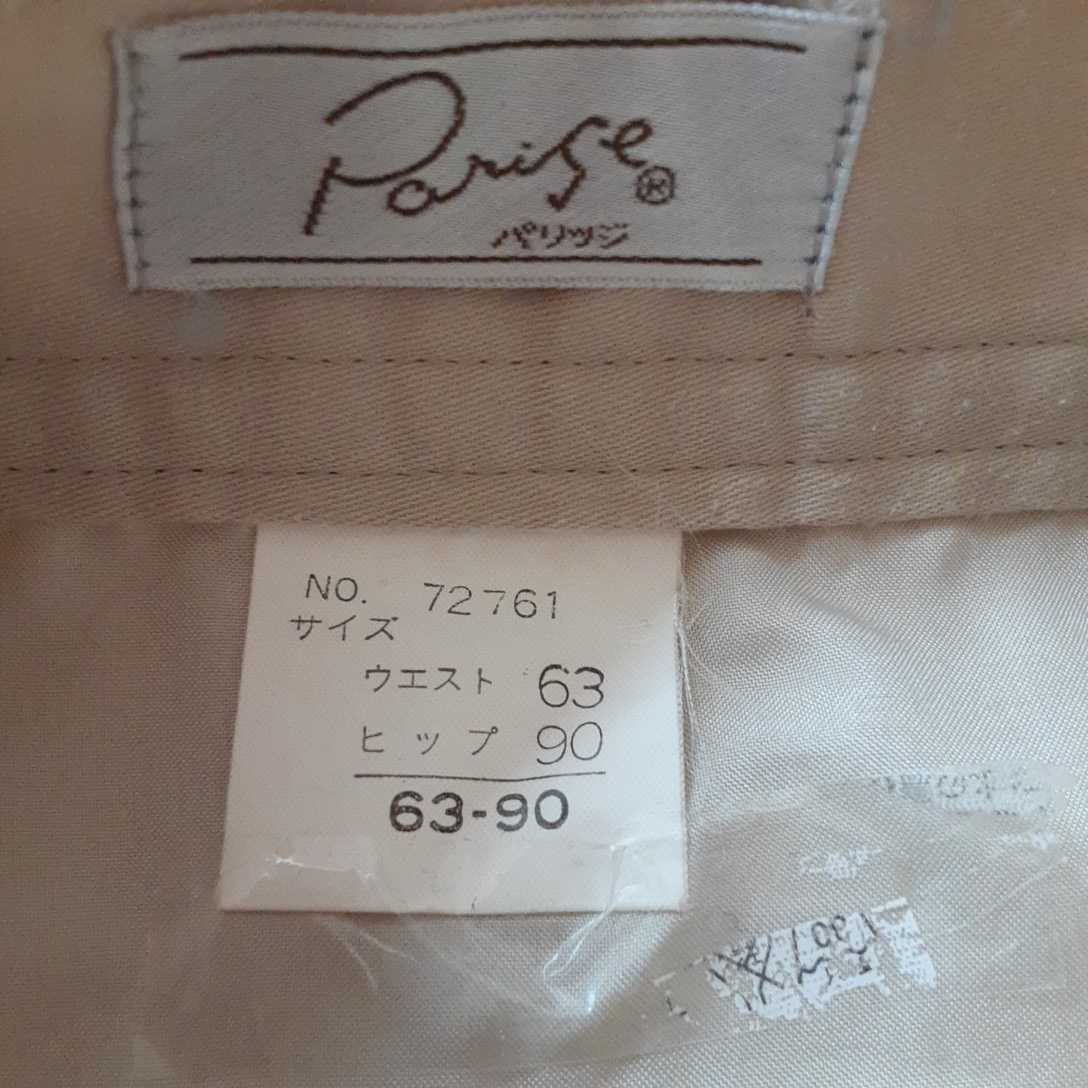 Parige®
パリッジ
NO. 72761
サイズ
ウエスト 63
ヒップ 90
63-90